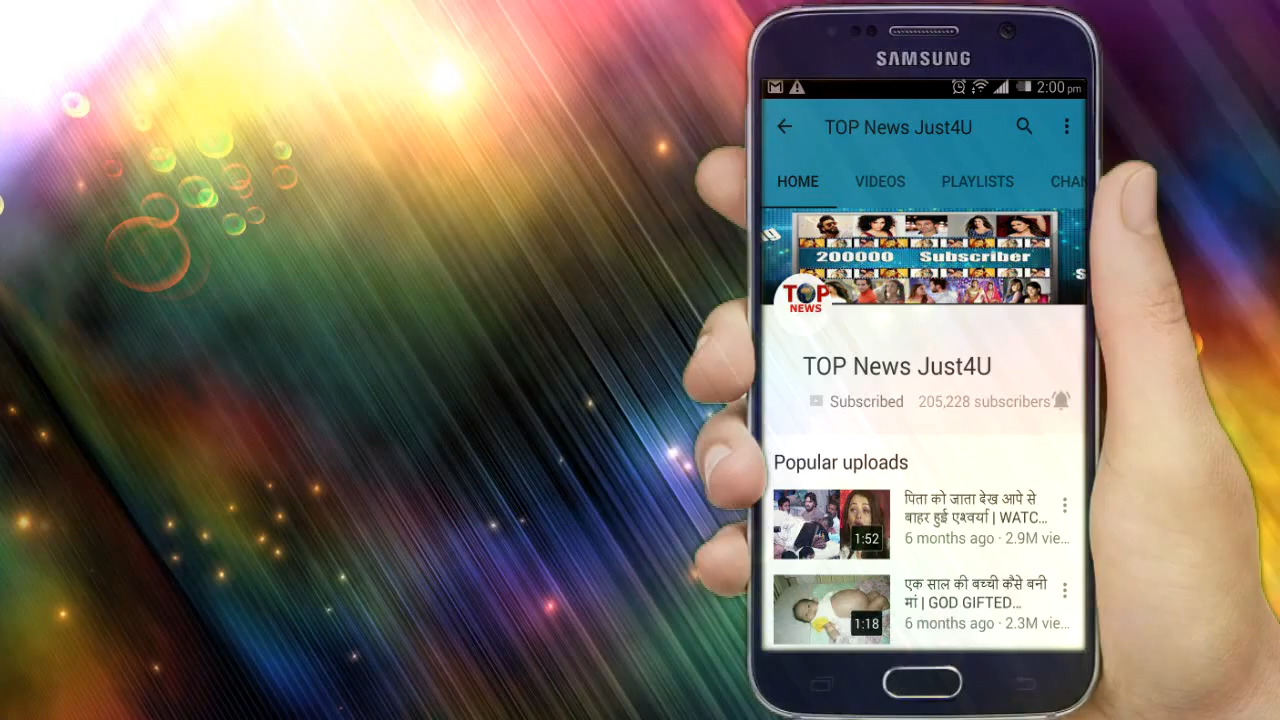 SAMSUNG
2:00 pm
TOP News Just4U
HOME VIDEOS PLAYLISTS CHAN
200000 Subscriber
TOP
NEWS
TOP News Just4U
Subscribed 205,228 subscribers
Popular uploads
पिता को जाता देख आपे से
बाहर हुई एश्वर्या | WATC...
6 months ago · 2.9M vie...
1:52
एक साल की बच्ची कैसे बनी
मां | GOD GIFTED...
6 months ago · 2.3M vie...
1:18